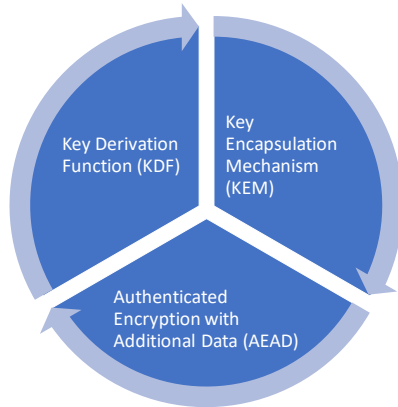 Key Derivation
Function (KDF)
Key
Encapsulation
Mechanism
(KEM)
Authenticated
Encryption with
Additional Data (AEAD)